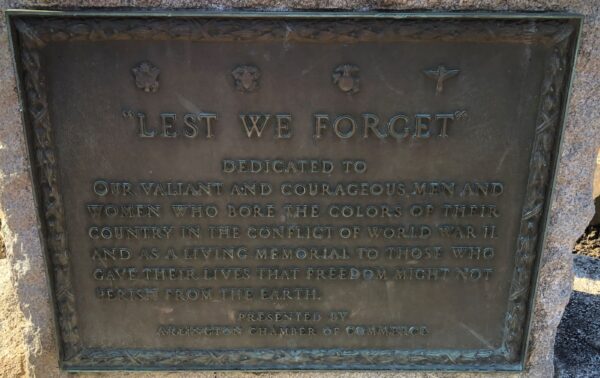 "LEST WE FORGET"
DEDICATED TO
OUR VALIANT AND COURAGEOUS MEN AND
WOMEN WHO BORE THE COLORS OF THEIR
COUNTRY IN THE CONFLICT OF WORLD WAR II
AND AS A LIVING MEMORIAL TO THOSE WHO
GAVE THEIR LIVES THAT FREEDOM MIGHT NOT
PERISH FROM THE EARTH.
PRESENTED BY
ARLINGTON CHAMBER OF COMMERCE